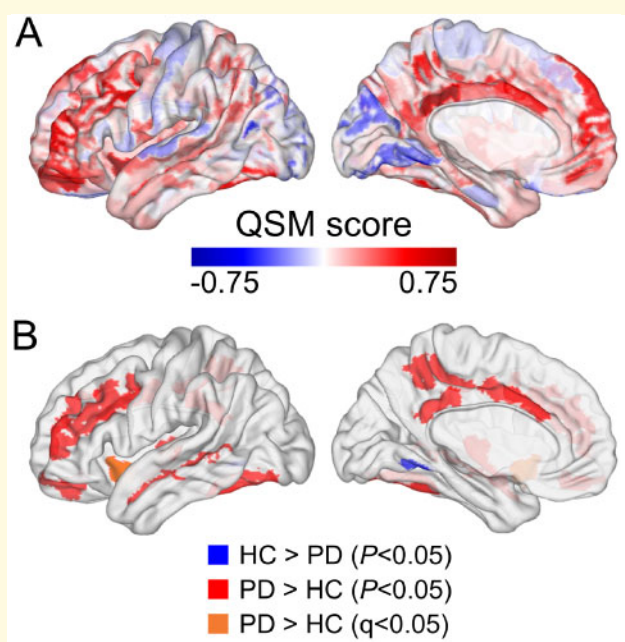 A
QSM score
-0.75 0.75
B
HC > PD (P<0.05)
PD > HC (P<0.05)
PD > HC (q<0.05)